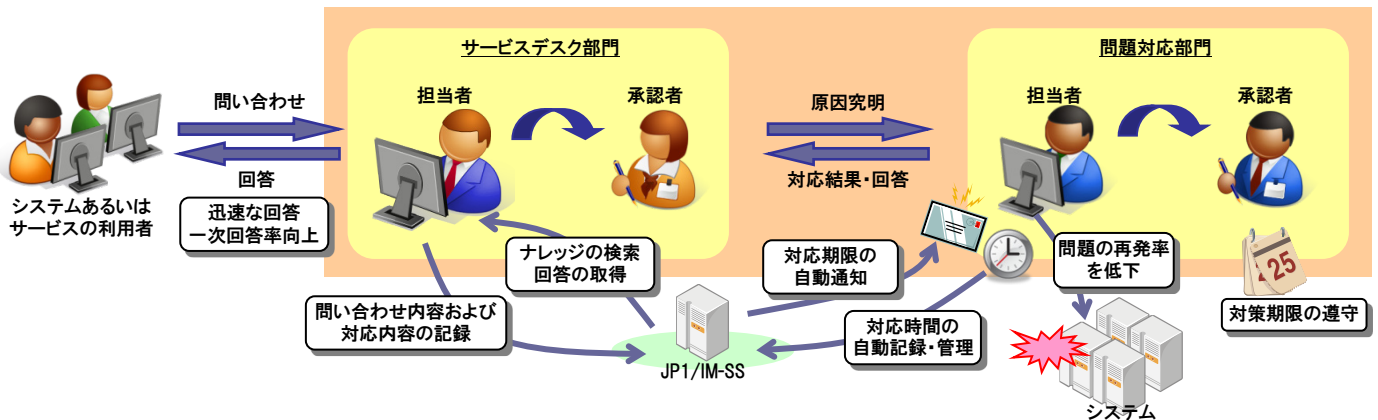 サービスデスク部門
問題対応部門
担当者
承認者
担当者
承認者
問い合わせ
回答
原因究明
対応結果・回答
システムあるいは
サービスの利用者
迅速な回答
一次回答率向上
ナレッジの検索
回答の取得
対応期限の
自動通知
問題の再発率
を低下
25
対策期限の遵守
問い合わせ内容および
対応内容の記録
対応時間の
自動記録・管理
JP1/IM-SS
システム